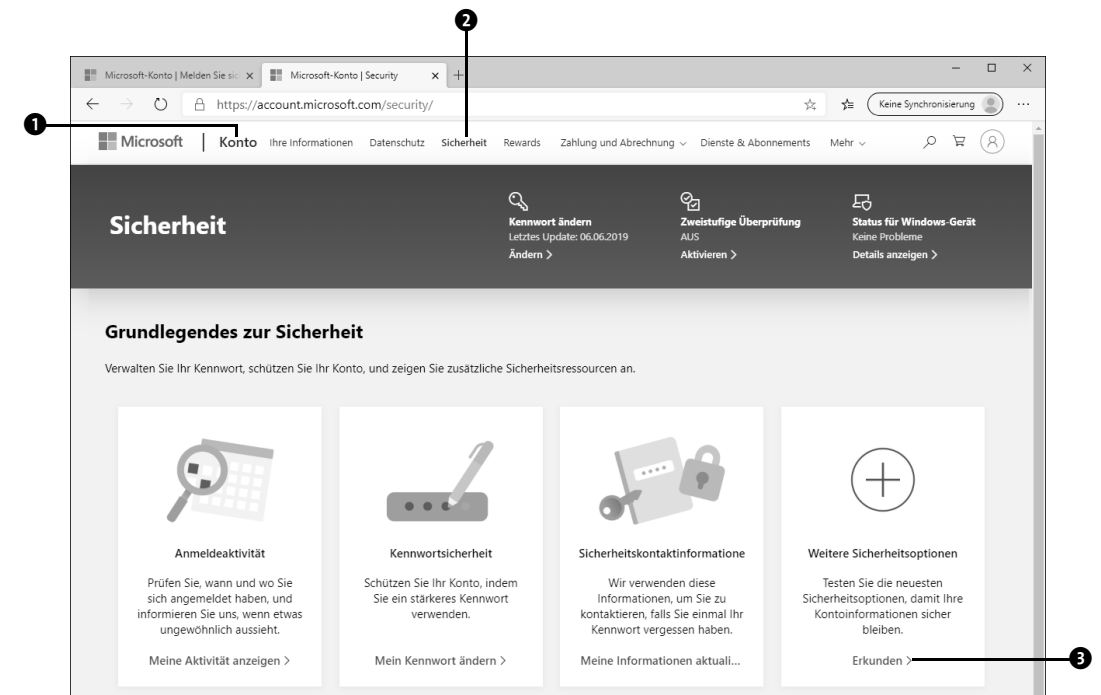 2
Microsoft-Konto | Melden Sie sic
Microsoft-Konto | Security
https://account.microsoft.com/security/
Keine Synchronisierung
1
Microsoft | Konto Ihre Informationen Datenschutz Sicherheit Rewards Zahlung und Abrechnung Dienste & Abonnements Mehr
Sicherheit
Kennwort ändern
Letztes Update: 06.06.2019
Ändern >
Zweistufige Überprüfung
AUS
Aktivieren >
Status für Windows-Gerät
Keine Probleme
Details anzeigen >
Grundlegendes zur Sicherheit
Verwalten Sie Ihr Kennwort, schützen Sie Ihr Konto, und zeigen Sie zusätzliche Sicherheitsressourcen an.
Anmeldeaktivität
Prüfen Sie, wann und wo Sie
sich angemeldet haben, und
informieren Sie uns, wenn etwas
ungewöhnlich aussieht.
Meine Aktivität anzeigen >
Kennwortsicherheit
Schützen Sie Ihr Konto, indem
Sie ein stärkeres Kennwort
verwenden.
Mein Kennwort ändern >
Sicherheitskontaktinformatione
Wir verwenden diese
Informationen, um Sie zu
kontaktieren, falls Sie einmal Ihr
Kennwort vergessen haben.
Meine Informationen aktuali...
Weitere Sicherheitsoptionen
Testen Sie die neuesten
Sicherheitsoptionen, damit Ihre
Kontoinformationen sicher
bleiben.
Erkunden >
3